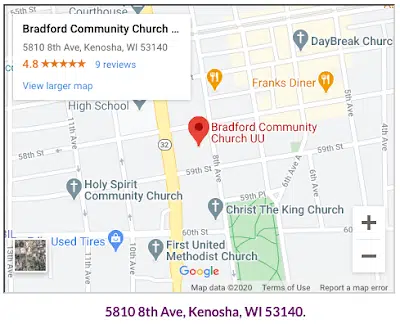 Courthouse
Bradford Community Church ...
5810 8th Ave, Kenosha, WI 53140
4.8 9 reviews
View larger map
DayBreak Church
Franks Diner
High School
11th Ave
Bradford Community
Church UU
58th St
32
59th St
8th Ave
5th Ave
4th Ave
6th Ave A
Holy Spirit
Community Church
59th Pl
Christ The King Church
60th St
13th Ave
11th Ave
Used Tires
First United
Methodist Church
+
−
Google
Map data ©2020 Terms of Use Report a map error
5810 8th Ave, Kenosha, WI 53140.